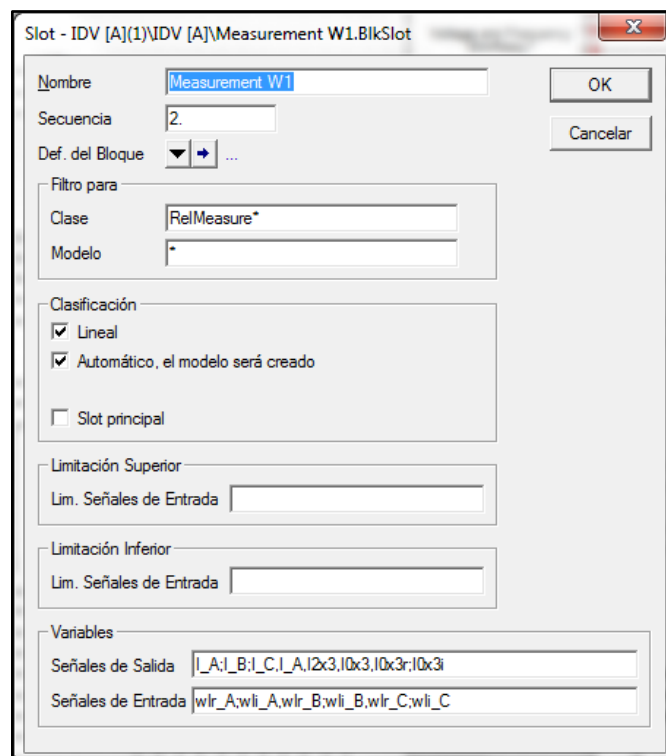 Slot - IDV [A](1)\IDV [A]\Measurement W1.BlkSlot
Nombre Measurement W1
OK
Secuencia 2.
Cancelar
Def. del Bloque ...
Filtro para
Clase RelMeasure*
Modelo *
Clasificación
Lineal
Automático, el modelo será creado
Slot principal
Limitación Superior
Lim. Señales de Entrada
Limitación Inferior
Lim. Señales de Entrada
Variables
Señales de Salida I_A;I_B;I_C,I_A,I2x3,I0x3,I0x3r;I0x3i
Señales de Entrada wIr_A;wIi_A,wIr_B;wIi_B,wIr_C;wIi_C